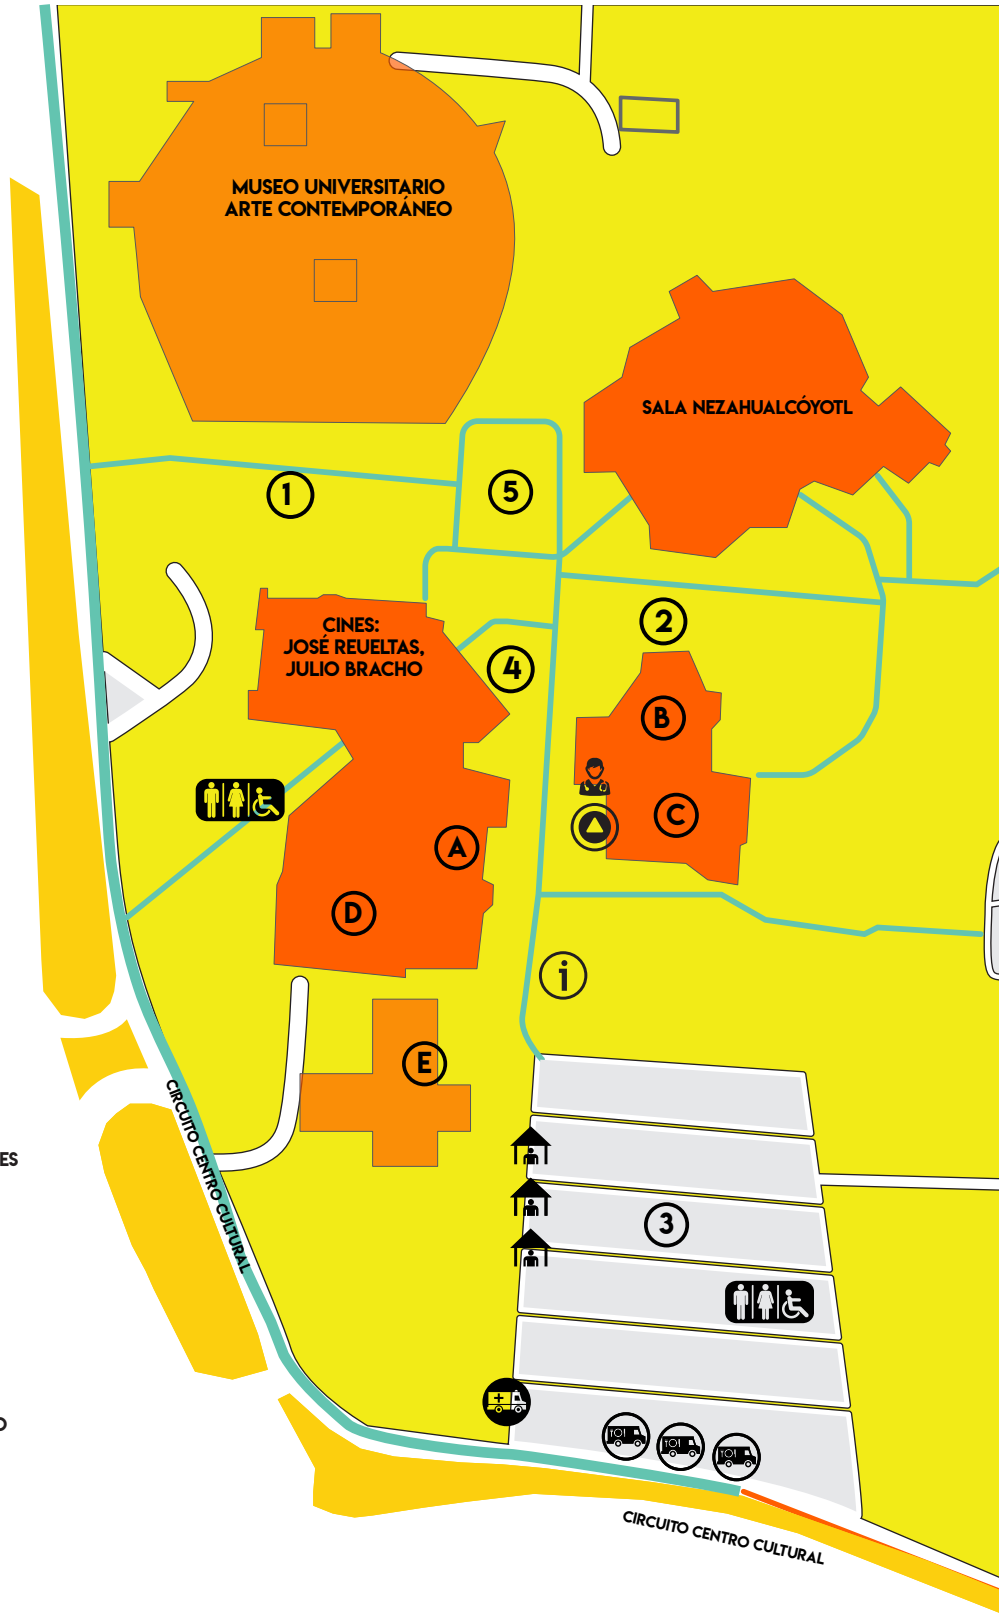 MUSEO UNIVERSITARIO
ARTE CONTEMPORÁNEO
SALA NEZAHUALCÓYOTL
1
5
CINES:
JOSÉ REUELTAS,
JULIO BRACHO
2
4
B
C
A
D
i
E
CIRCUITO CENTRO CULTURAL
ES
3
O
CIRCUITO CENTRO CULTURAL